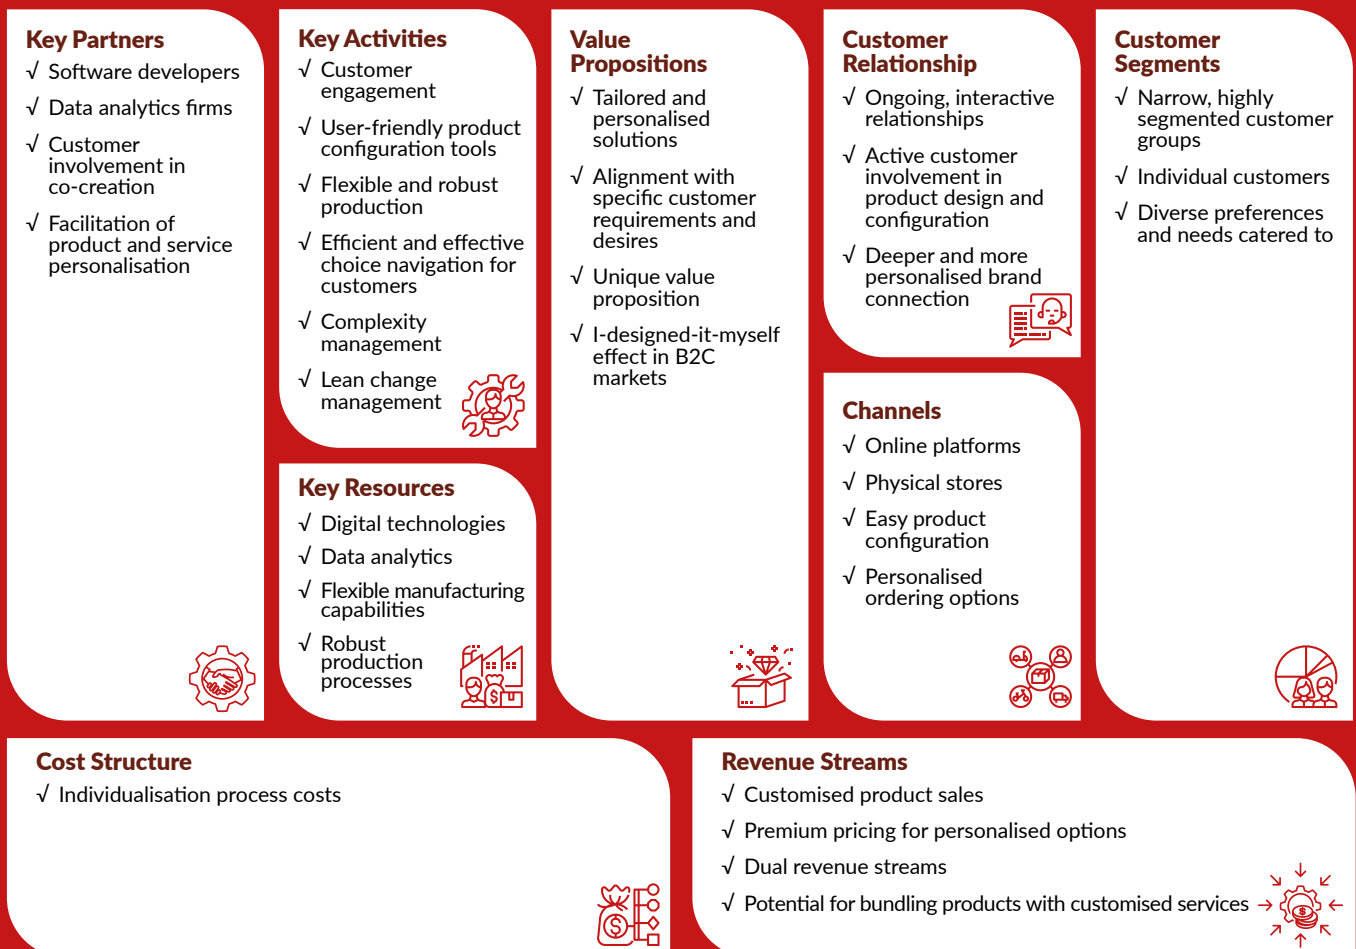 Key Partners
√ Software developers
√ Data analytics firms
√ Customer
involvement in
co-creation
√ Facilitation of
product and service
personalisation
Key Activities
√ Customer
engagement
√ User-friendly product
configuration tools
√ Flexible and robust
production
√ Efficient and effective
choice navigation for
customers
√ Complexity
management
√ Lean change
management
Key Resources
√ Digital technologies
√ Data analytics
√ Flexible manufacturing
capabilities
√ Robust
production
processes
Value
Propositions
√ Tailored and
personalised
solutions
√ Alignment with
specific customer
requirements and
desires
√ Unique value
proposition
√ I-designed-it-myself
effect in B2C
markets
Customer
Relationship
√ Ongoing, interactive
relationships
√ Active customer
involvement in
product design and
configuration
√ Deeper and more
personalised brand
connection
Channels
√ Online platforms
√ Physical stores
√ Easy product
configuration
√ Personalised
ordering options
Customer
Segments
√ Narrow, highly
segmented customer
groups
√ Individual customers
√ Diverse preferences
and needs catered to
Cost Structure
√ Individualisation process costs
Revenue Streams
√ Customised product sales
√ Premium pricing for personalised options
√ Dual revenue streams
√ Potential for bundling products with customised services